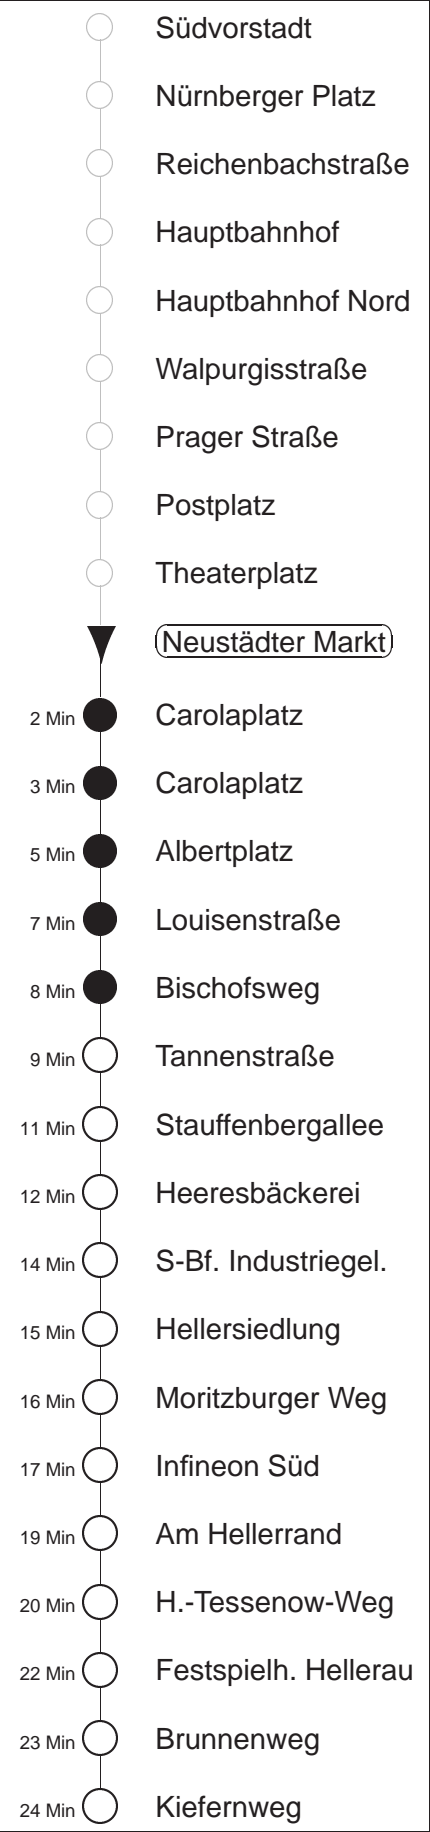 Südvorstadt
Nürnberger Platz
Reichenbachstraße
Hauptbahnhof
Hauptbahnhof Nord
Walpurgisstraße
Prager Straße
Postplatz
Theaterplatz
Neustädter Markt
2 Min Carolaplatz
3 Min Carolaplatz
5 Min Albertplatz
7 Min Louisenstraße
8 Min Bischofsweg
9 Min Tannenstraße
11 Min Stauffenbergallee
12 Min Heeresbäckerei
14 Min S-Bf. Industriegel.
15 Min Hellersiedlung
16 Min Moritzburger Weg
17 Min Infineon Süd
19 Min Am Hellerrand
20 Min H.-Tessenow-Weg
22 Min Festspielh. Hellerau
23 Min Brunnenweg
24 Min Kiefernweg